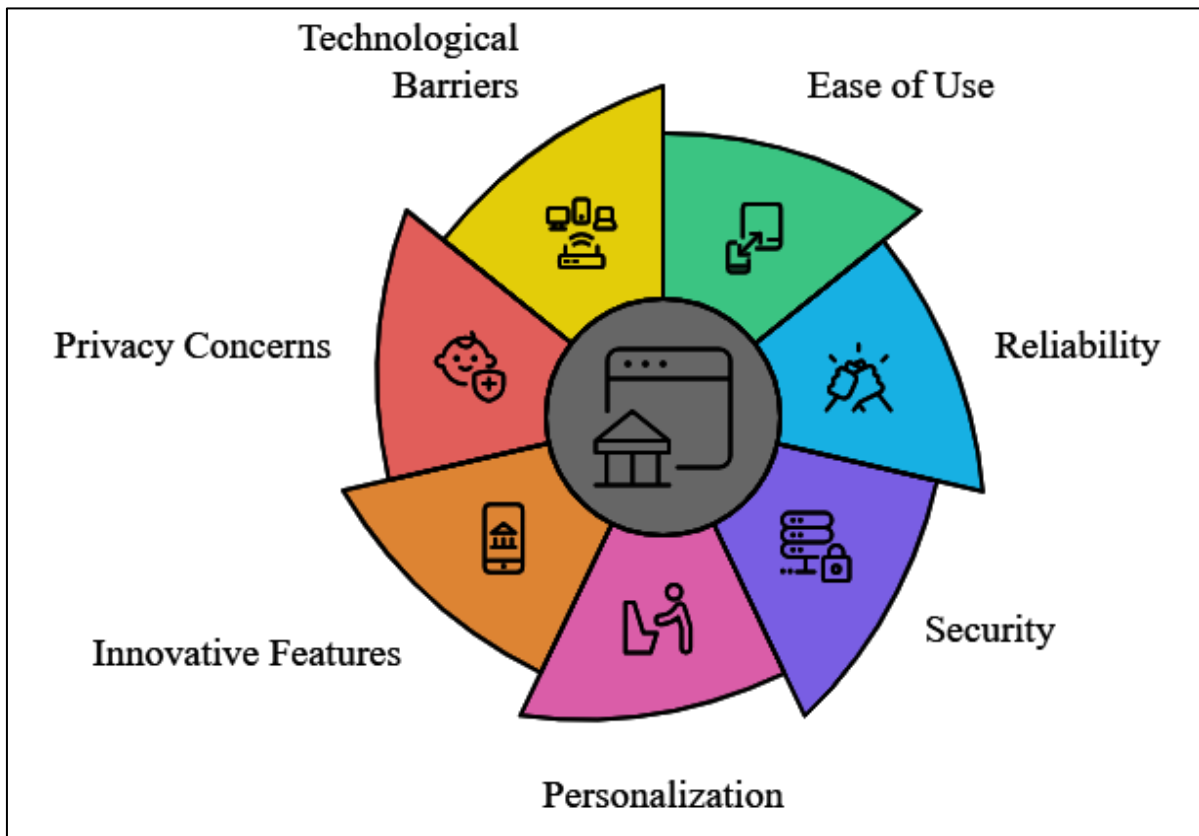 Technological
Barriers
Ease of Use
Privacy Concerns
Reliability
Innovative Features
Security
Personalization